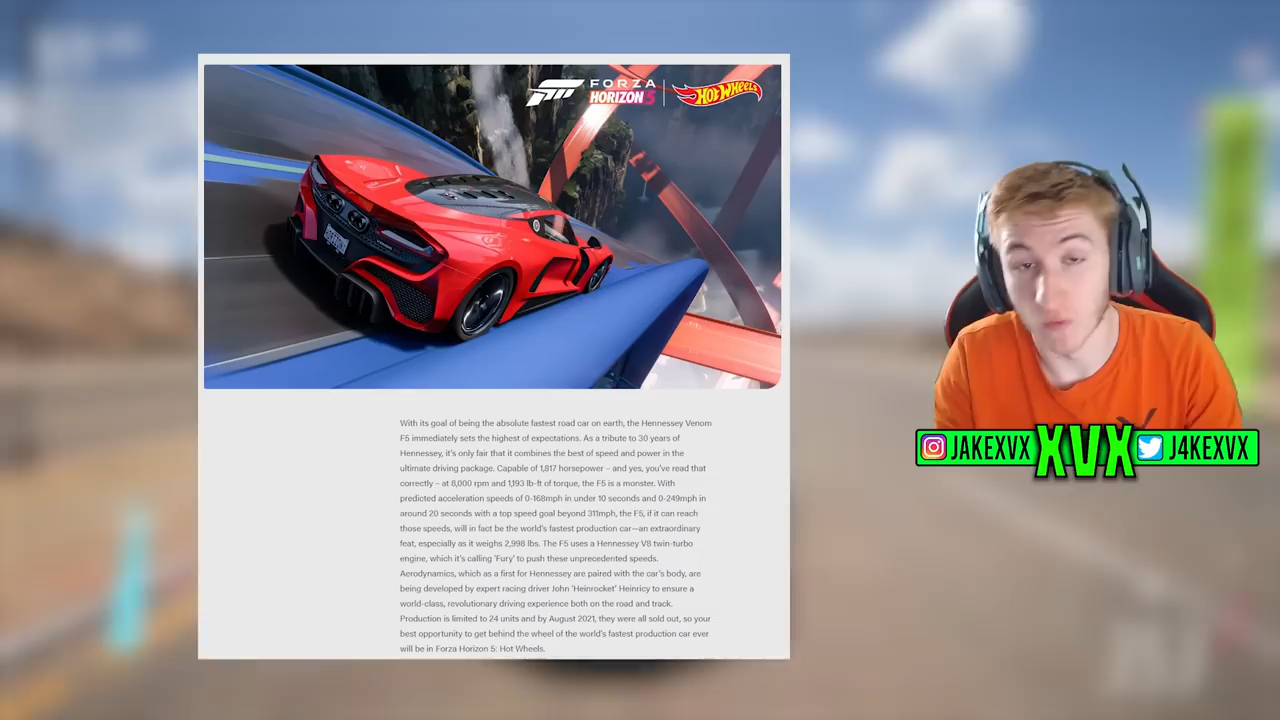 FORZA
HORIZON 5
HOT WHEELS
With its goal of being the absolute fastest road car on earth, the Hennessey Venom
F5 immediately sets the highest of expectations. As a tribute to 30 years of
Hennessey, it's only fair that it combines the best of speed and power in the
ultimate driving package. Capable of 1,817 horsepower – and yes, you've read that
correctly – at 8,000 rpm and 1,193 lb-ft of torque, the F5 is a monster. With
predicted acceleration speeds of 0-168mph in under 10 seconds and 0-249mph in
around 20 seconds with a top speed goal beyond 311mph, the F5, if it can reach
those speeds, will in fact be the world's fastest production car—an extraordinary
feat, especially as it weighs 2,998 lbs. The F5 uses a Hennessey V8 twin-turbo
engine, which it's calling 'Fury' to push these unprecedented speeds.
Aerodynamics, which as a first for Hennessey are paired with the car's body, are
being developed by expert racing driver John 'Heinrocket' Heinricy to ensure a
world-class, revolutionary driving experience both on the road and track.
Production is limited to 24 units and by August 2021, they were all sold out, so your
best opportunity to get behind the wheel of the world's fastest production car ever
will be in Forza Horizon 5: Hot Wheels.
JAKEXVX XVX J4KEXVX